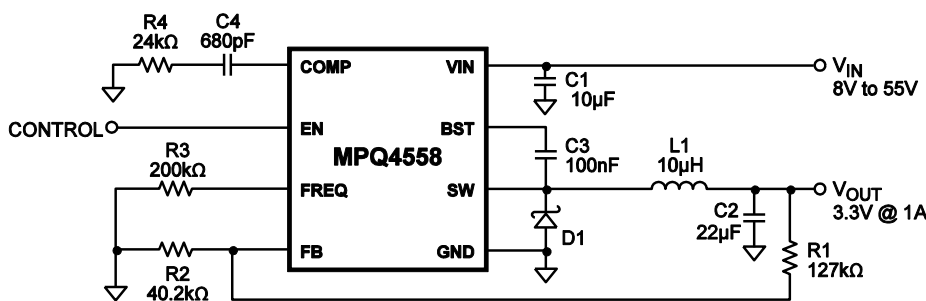 R4
24kΩ
C4
680pF
COMP
VIN
C1
10µF
V_IN
8V to 55V
CONTROL
EN
BST
MPQ4558
C3
100nF
L1
10µH
R3
200kΩ
FREQ
SW
V_OUT
3.3V @ 1A
C2
22µF
D1
R2
40.2kΩ
FB
GND
R1
127kΩ